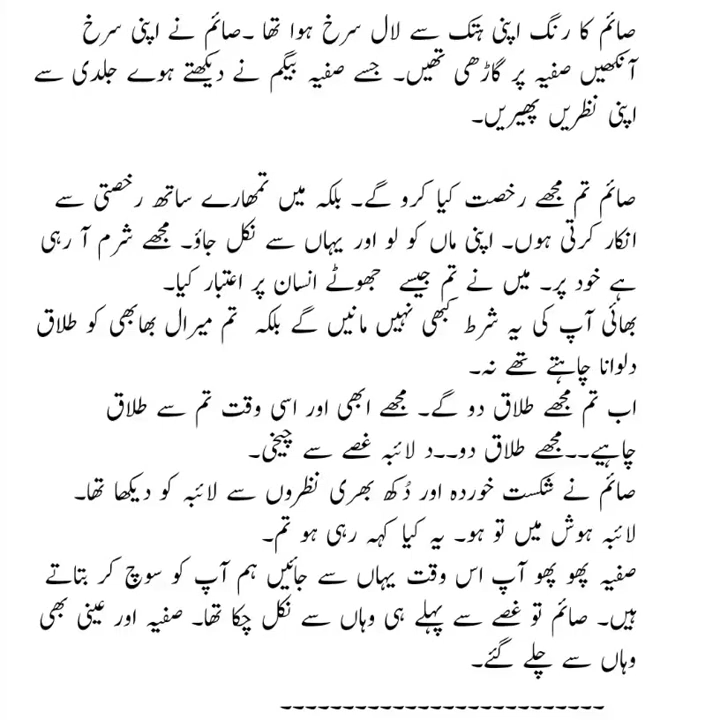 صائم کا رنگ اپنی ہتک سے لال سرخ ہوا تھا ۔صائم نے اپنی سرخ
آنکھیں صفیہ پر گاڑھی تھیں۔ جسے صفیہ بیگم نے دیکھتے ہوے جلدی سے
اپنی نظریں پھیریں۔
صائم تم مجھے رخصت کیا کرو گے۔ بلکہ میں تمھارے ساتھ رخصتی سے
انکار کرتی ہوں۔ اپنی ماں کو لو اور یہاں سے نکل جاؤ۔ مجھے شرم آ رہی
ہے خود پر۔ میں نے تم جیسے جھوٹے انسان پر اعتبار کیا۔
بھائی آپ کی یہ شرط کبھی نہیں مانیں گے بلکہ تم میرال بھابھی کو طلاق
دلوانا چاہتے تھے نہ۔
اب تم مجھے طلاق دو گے۔ مجھے ابھی اور اسی وقت تم سے طلاق
چاہیے۔۔مجھے طلاق دو۔۔د لائبہ غصے سے چیخی۔
صائم نے شکست خوردہ اور دُکھ بھری نظروں سے لائبہ کو دیکھا تھا۔
لائبہ ہوش میں تو ہو۔ یہ کیا کہہ رہی ہو تم۔
صفیہ پھو پھو آپ اس وقت یہاں سے جائیں ہم آپ کو سوچ کر بتاتے
ہیں۔ صائم تو غصے سے پہلے ہی وہاں سے نکل چکا تھا۔ صفیہ اور عینی بھی
وہاں سے چلے گئے۔
۔۔۔۔۔۔۔۔۔۔۔۔۔۔۔۔۔۔۔۔۔۔۔۔۔۔